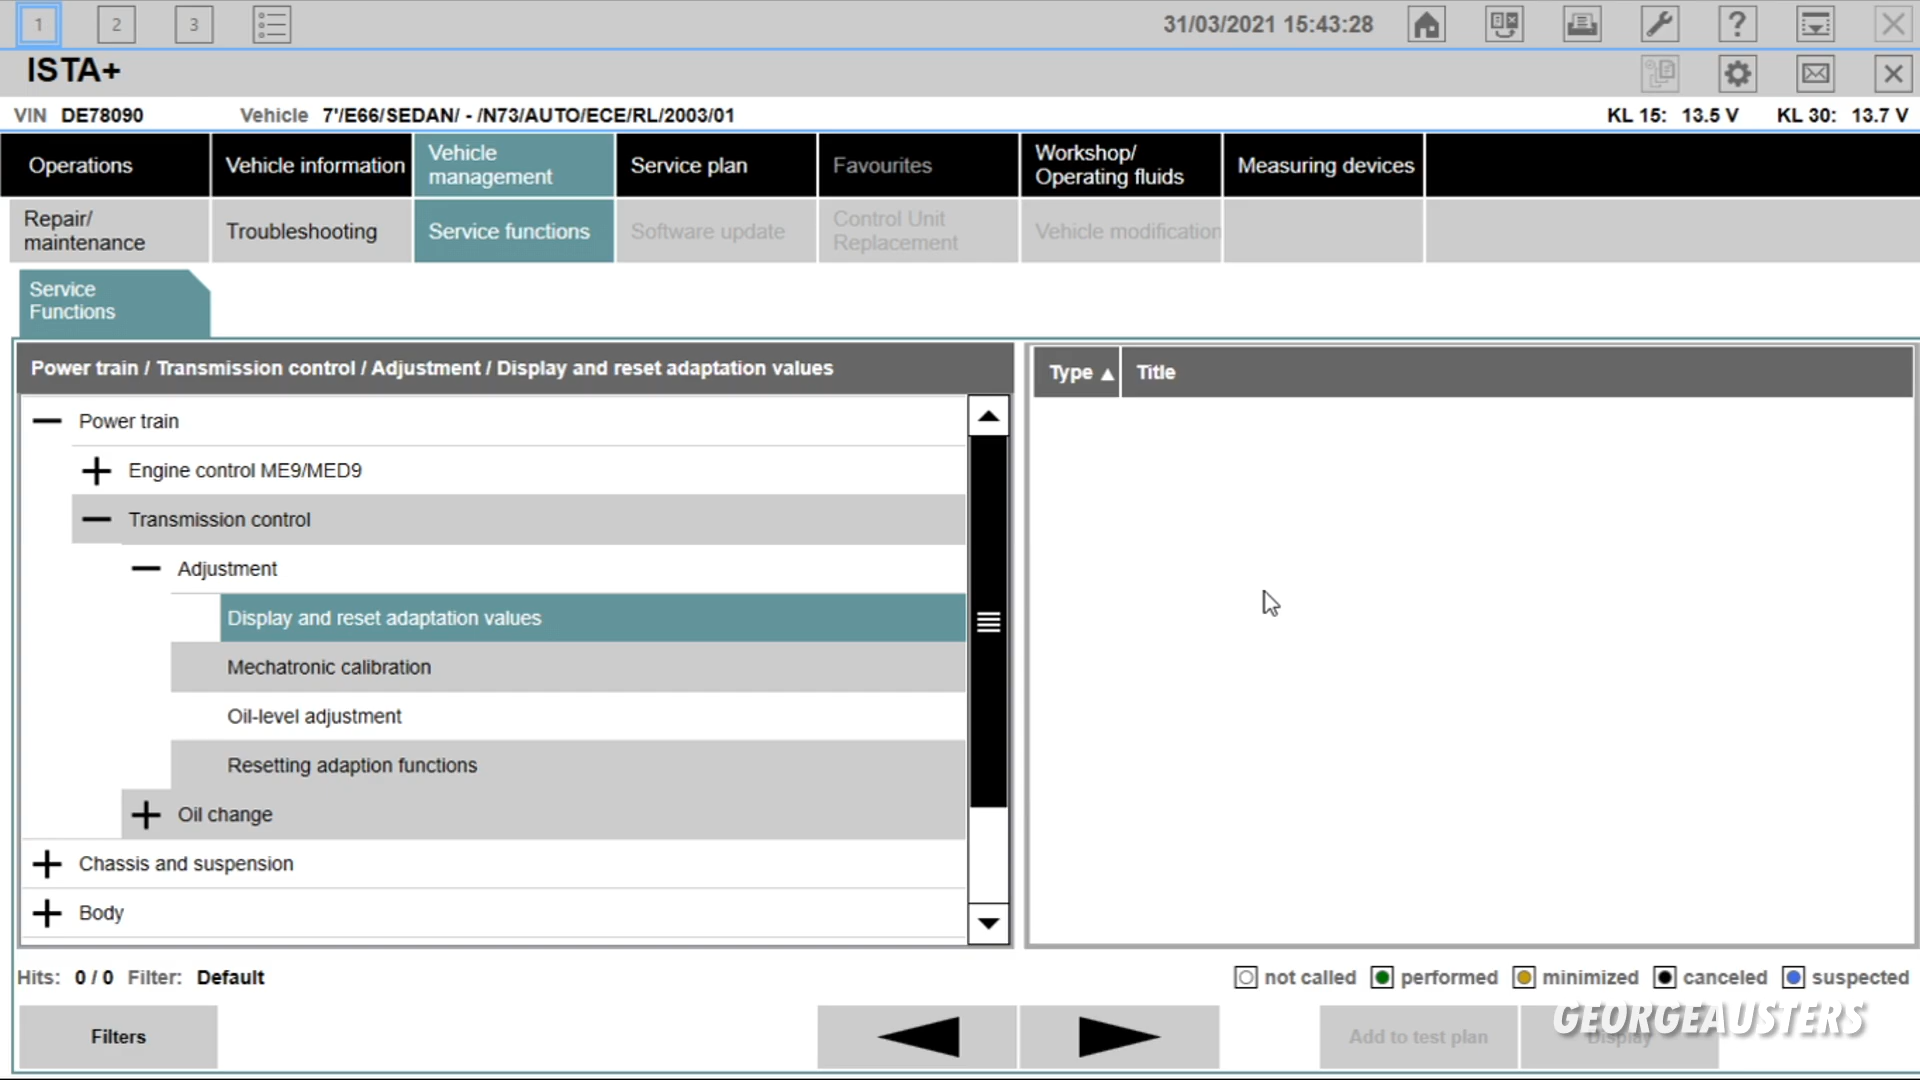 1
2
3
31/03/2021 15:43:28
?
ISTA+
VIN DE78090 Vehicle 7'/E66/SEDAN/ - /N73/AUTO/ECE/RL/2003/01 KL 15: 13.5 V KL 30: 13.7 V
Operations
Vehicle information
Vehicle
management
Service plan
Favourites
Workshop/
Operating fluids
Measuring devices
Repair/
maintenance
Troubleshooting
Service functions
Software update
Control Unit
Replacement
Vehicle modification
Service
Functions
Power train / Transmission control / Adjustment / Display and reset adaptation values
Power train
Engine control ME9/MED9
Transmission control
Adjustment
Display and reset adaptation values
Mechatronic calibration
Oil-level adjustment
Resetting adaption functions
Oil change
Chassis and suspension
Body
Type
Title
Hits: 0 / 0 Filter: Default
not called
performed
minimized
canceled
suspected
Filters
Add to test plan
Display
GEORGEAUSTERS